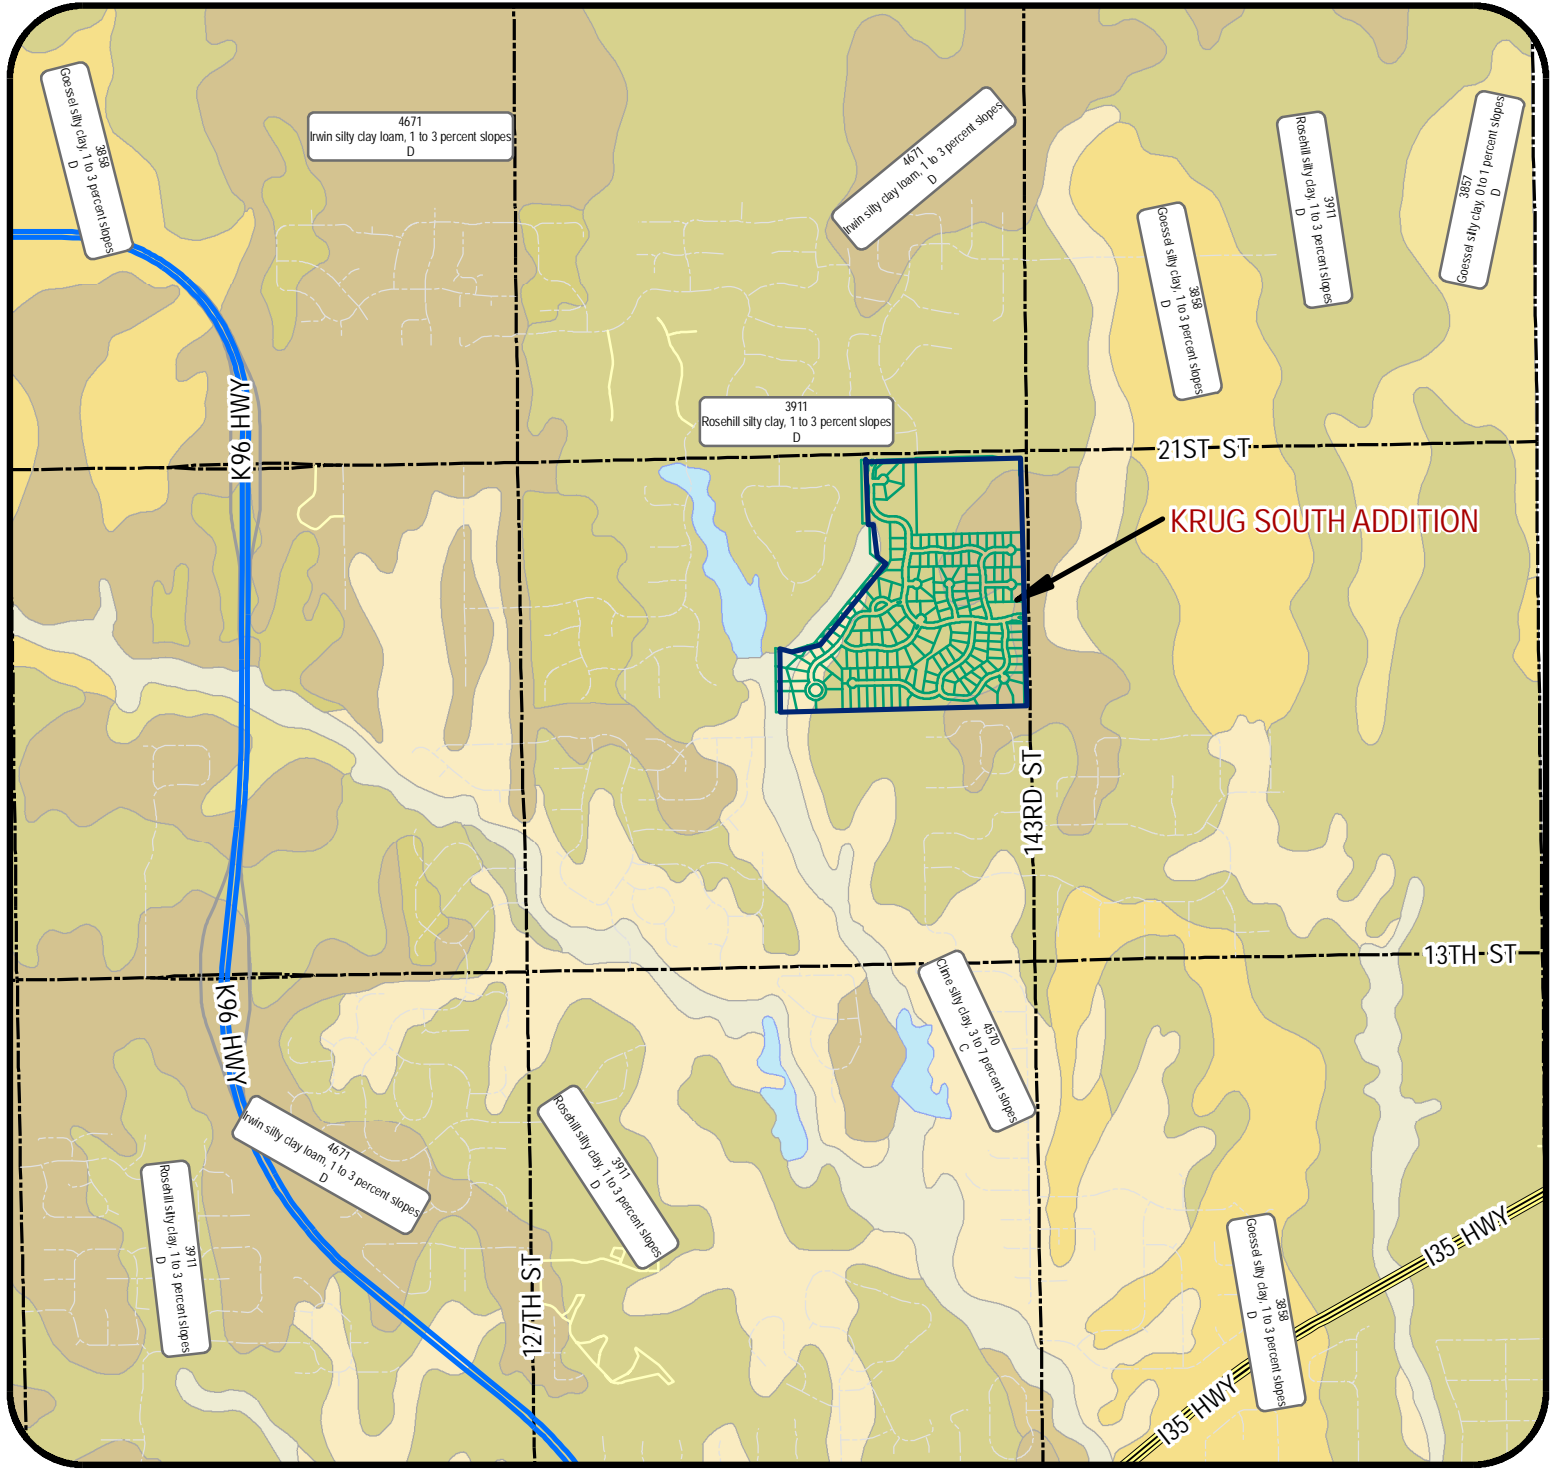 3858
Goessel silty clay, 1 to 3 percent slopes
D
4671
Irwin silty clay loam, 1 to 3 percent slopes
D
4671
Irwin silty clay loam, 1 to 3 percent slopes
D
3911
Rosehill silty clay, 1 to 3 percent slopes
D
3857
Goessel silty clay, 0 to 1 percent slopes
D
3858
Goessel silty clay, 1 to 3 percent slopes
D
K96 HWY
3911
Rosehill silty clay, 1 to 3 percent slopes
D
21ST ST
KRUG SOUTH ADDITION
143RD ST
13TH ST
K96 HWY
4570
Clime silty clay, 3 to 7 percent slopes
C
4671
Irwin silty clay loam, 1 to 3 percent slopes
D
3911
Rosehill silty clay, 1 to 3 percent slopes
D
3911
Rosehill silty clay, 1 to 3 percent slopes
D
127TH ST
I35 HWY
3858
Goessel silty clay, 1 to 3 percent slopes
D
I35 HWY